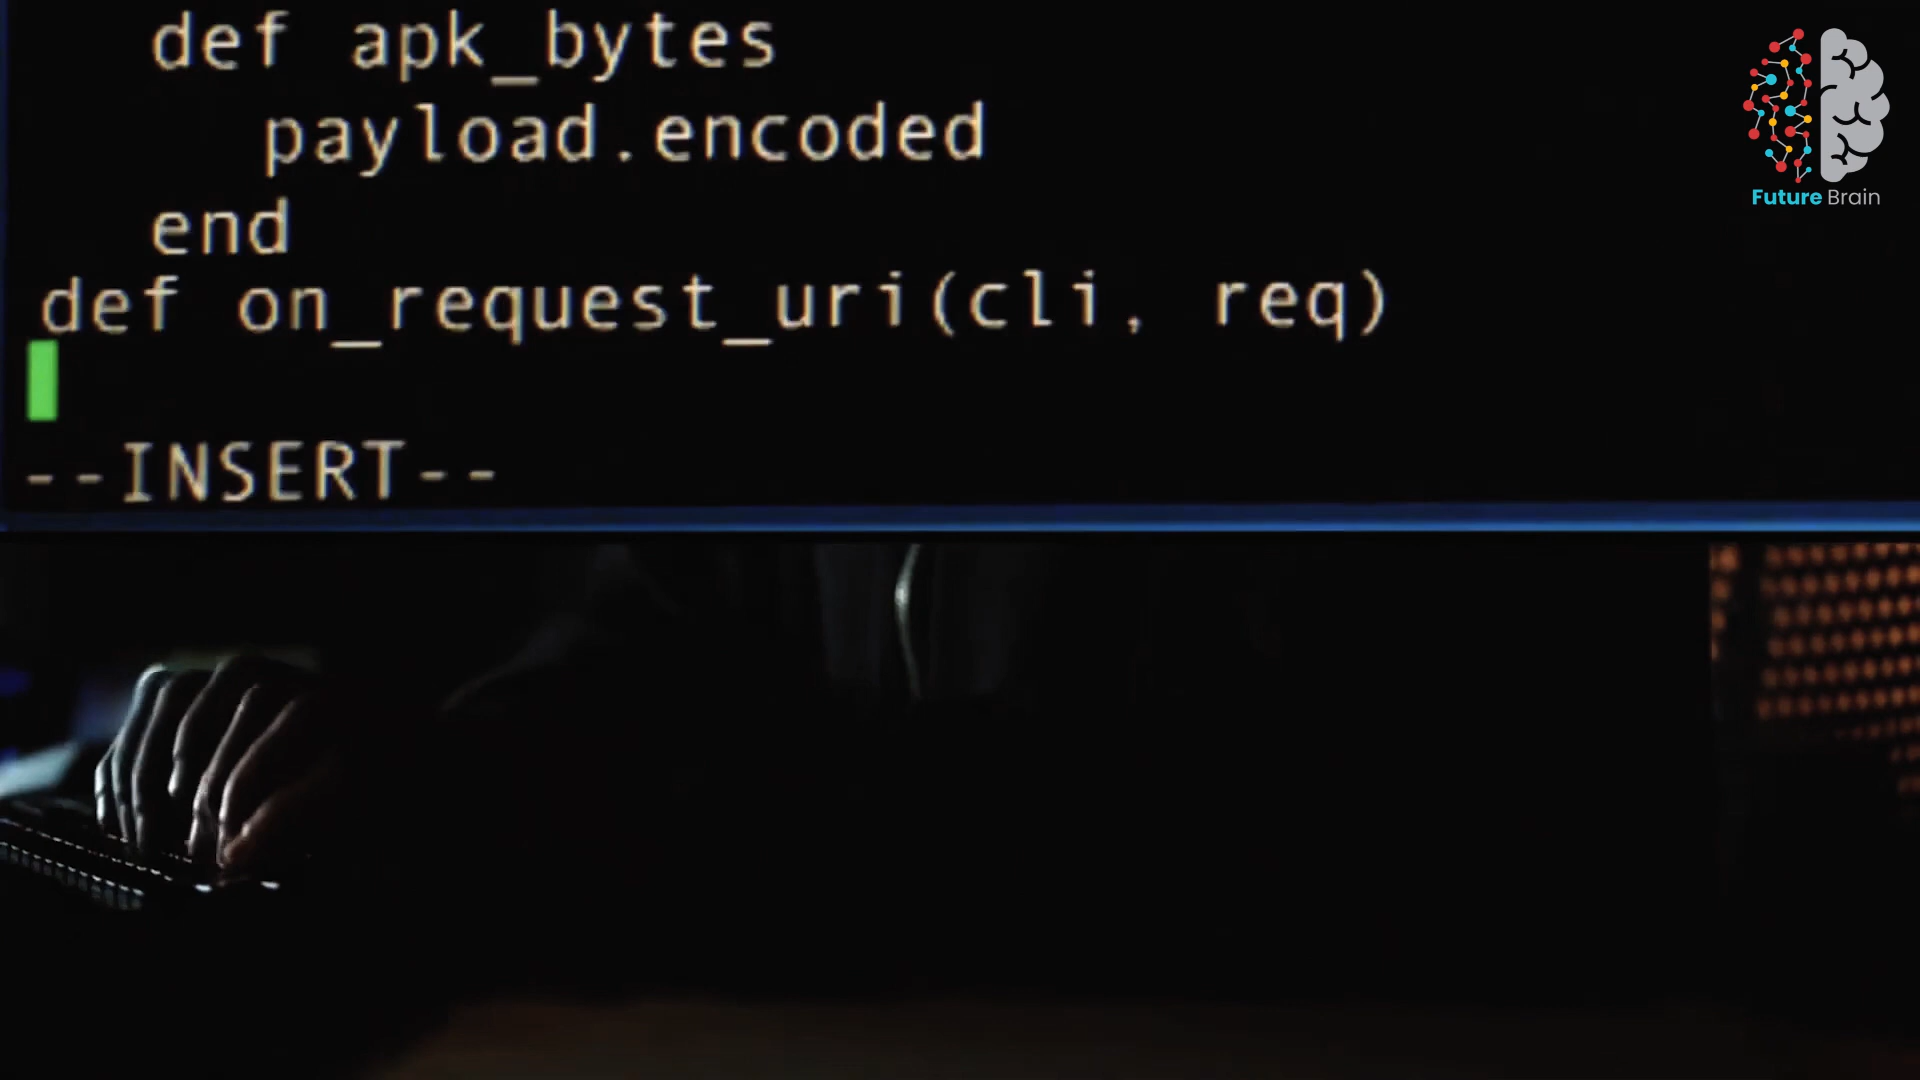 def apk_bytes
payload.encoded
end
def on_request_uri(cli, req)
--INSERT--
Future Brain